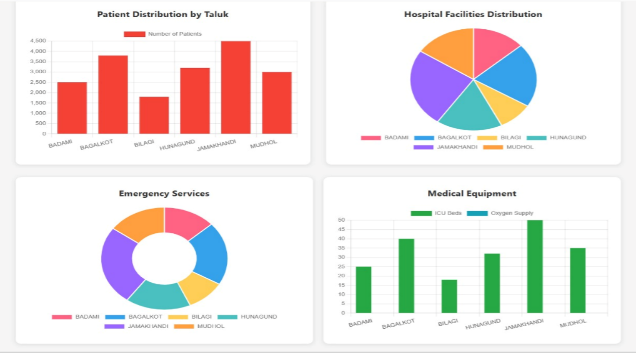 Patient Distribution by Taluk
Number of Patients
4,500
4,000
3,500
3,000
2,500
2,000
1,500
1,000
500
0
BADAMI BAGALKOT BILAGI HUNAGUND JAMAKHANDI MUDHOL
Hospital Facilities Distribution
BADAMI BAGALKOT BILAGI HUNAGUND
JAMAKHANDI MUDHOL
Emergency Services
BADAMI BAGALKOT BILAGI HUNAGUND
JAMAKHANDI MUDHOL
Medical Equipment
ICU Beds Oxygen Supply
50
45
40
35
30
25
20
15
10
5
0
BADAMI BAGALKOT BILAGI HUNAGUND JAMAKHANDI MUDHOL